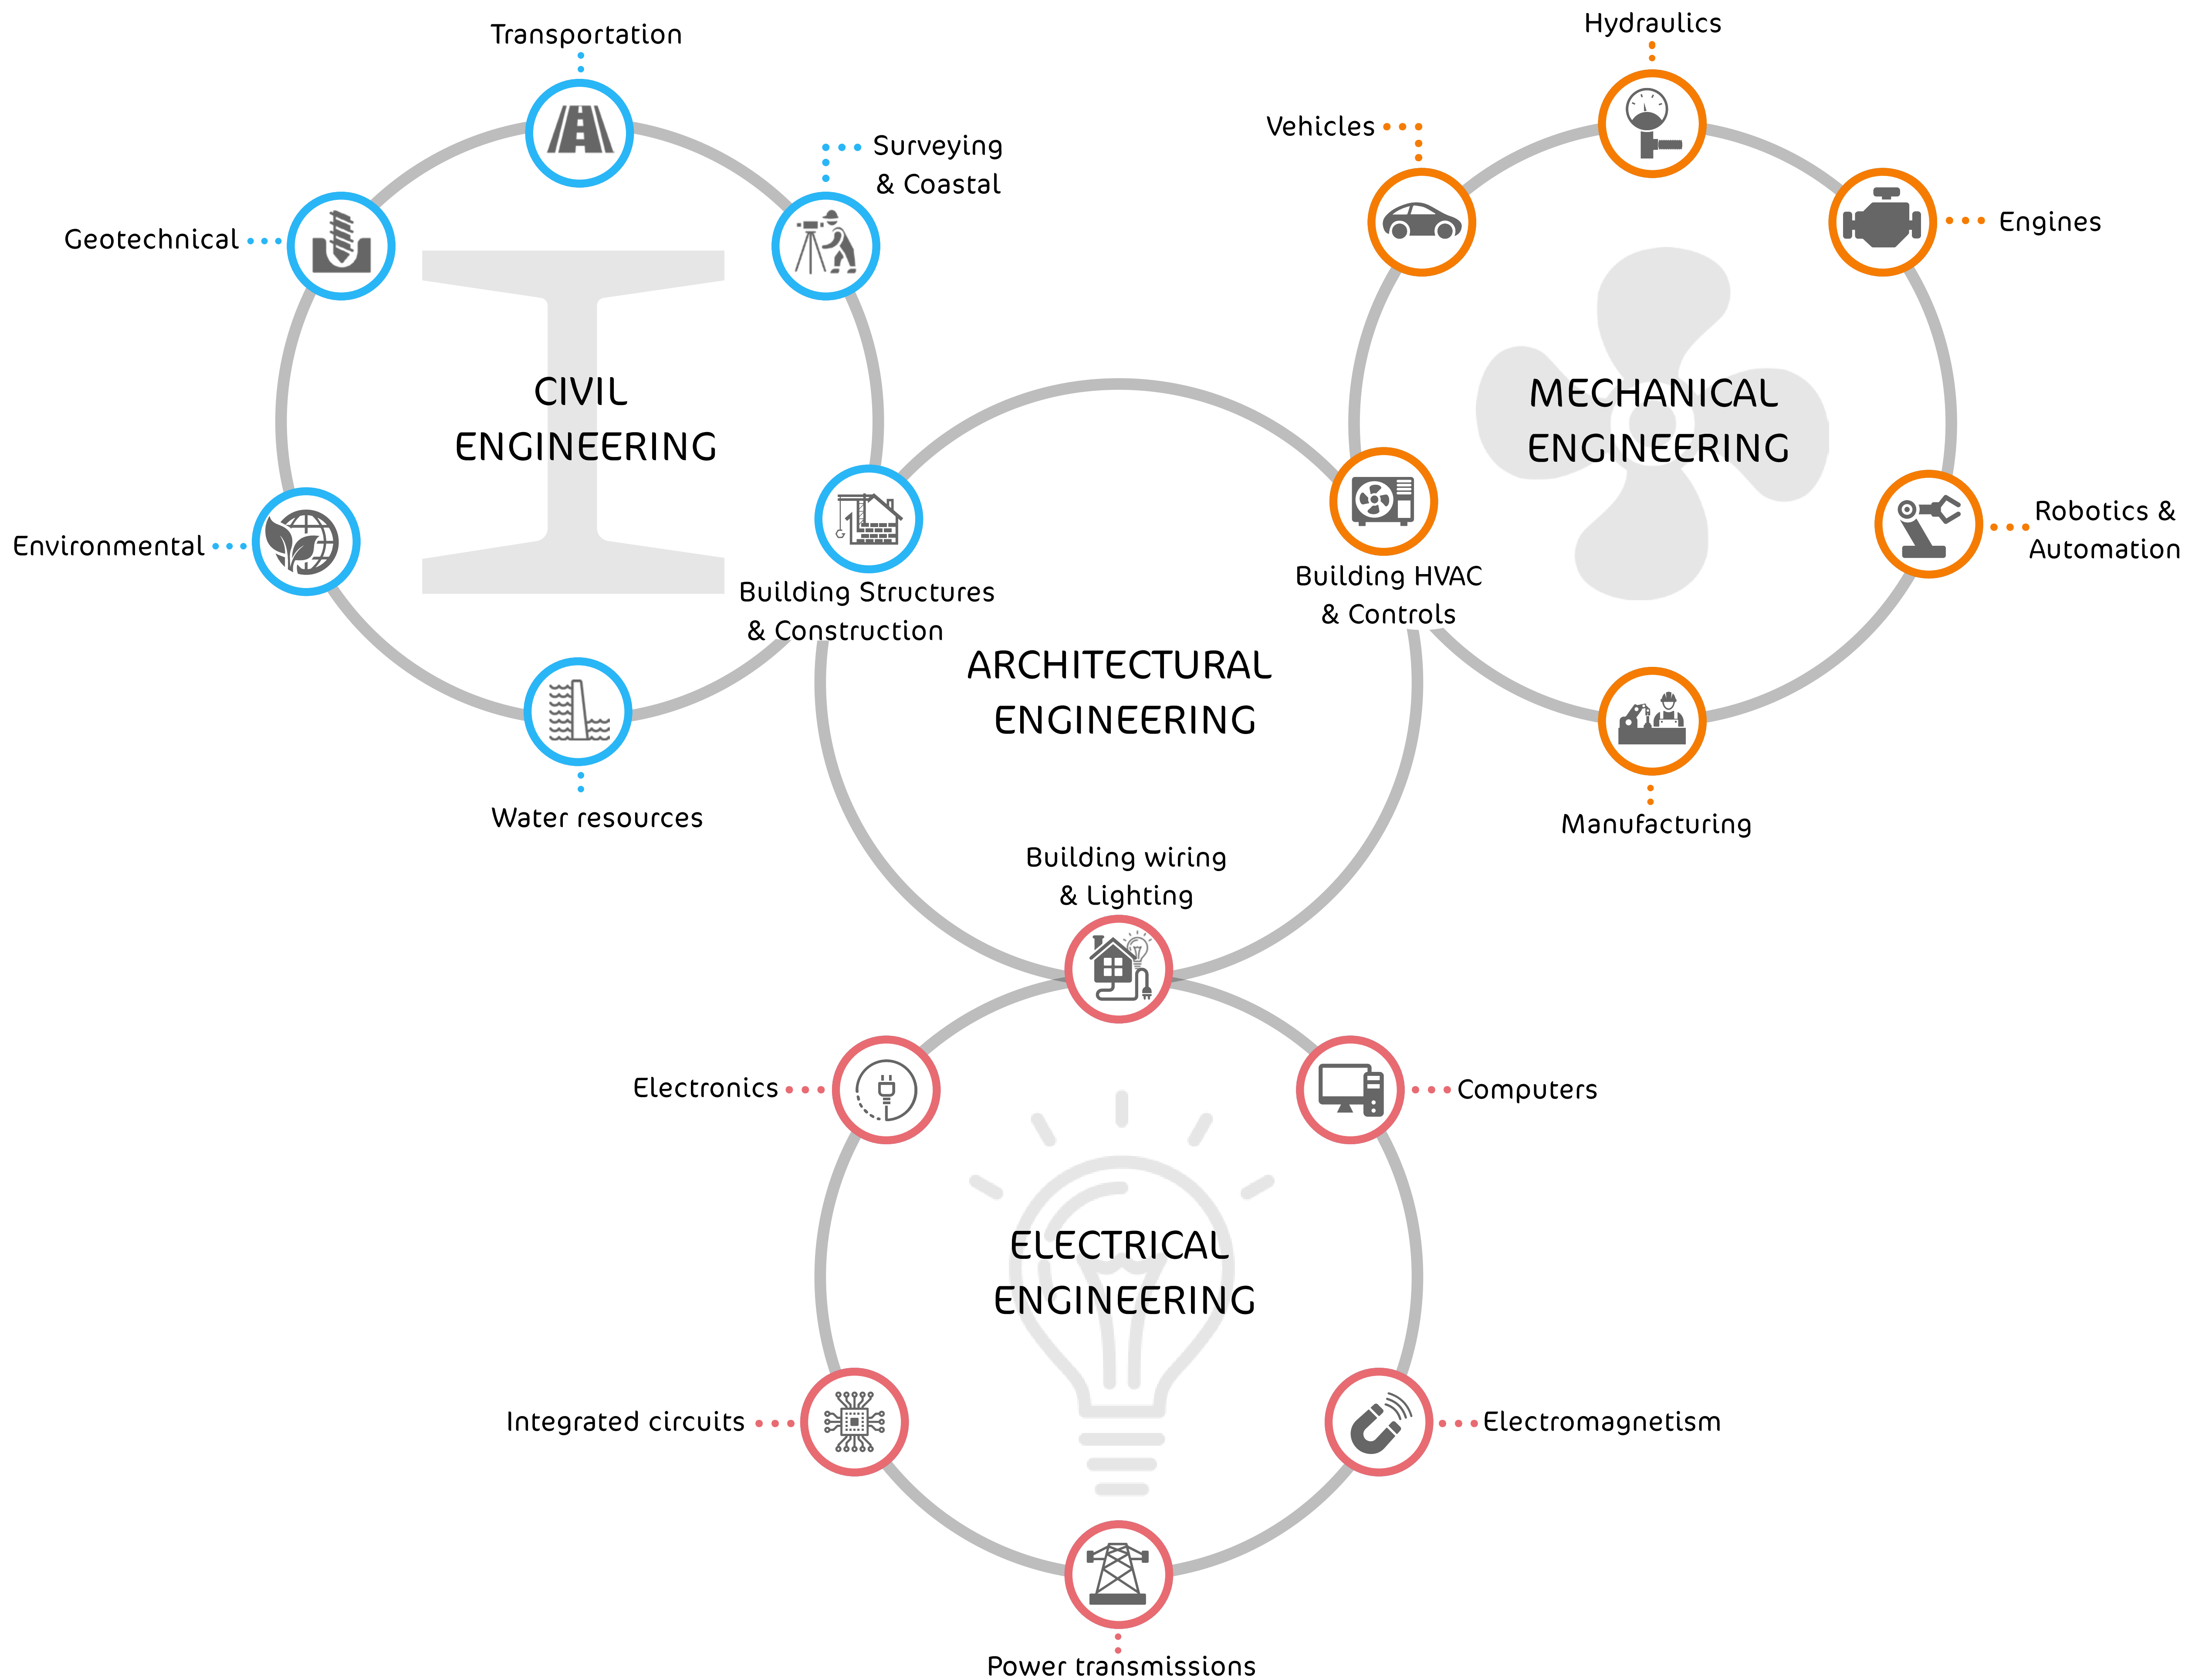 Transportation
Surveying
& Coastal
Geotechnical
CIVIL
ENGINEERING
Environmental
Building Structures
& Construction
Water resources
Hydraulics
Vehicles
Engines
MECHANICAL
ENGINEERING
Robotics &
Automation
Building HVAC
& Controls
Manufacturing
ARCHITECTURAL
ENGINEERING
Building wiring
& Lighting
Electronics
Computers
ELECTRICAL
ENGINEERING
Integrated circuits
Electromagnetism
Power transmissions